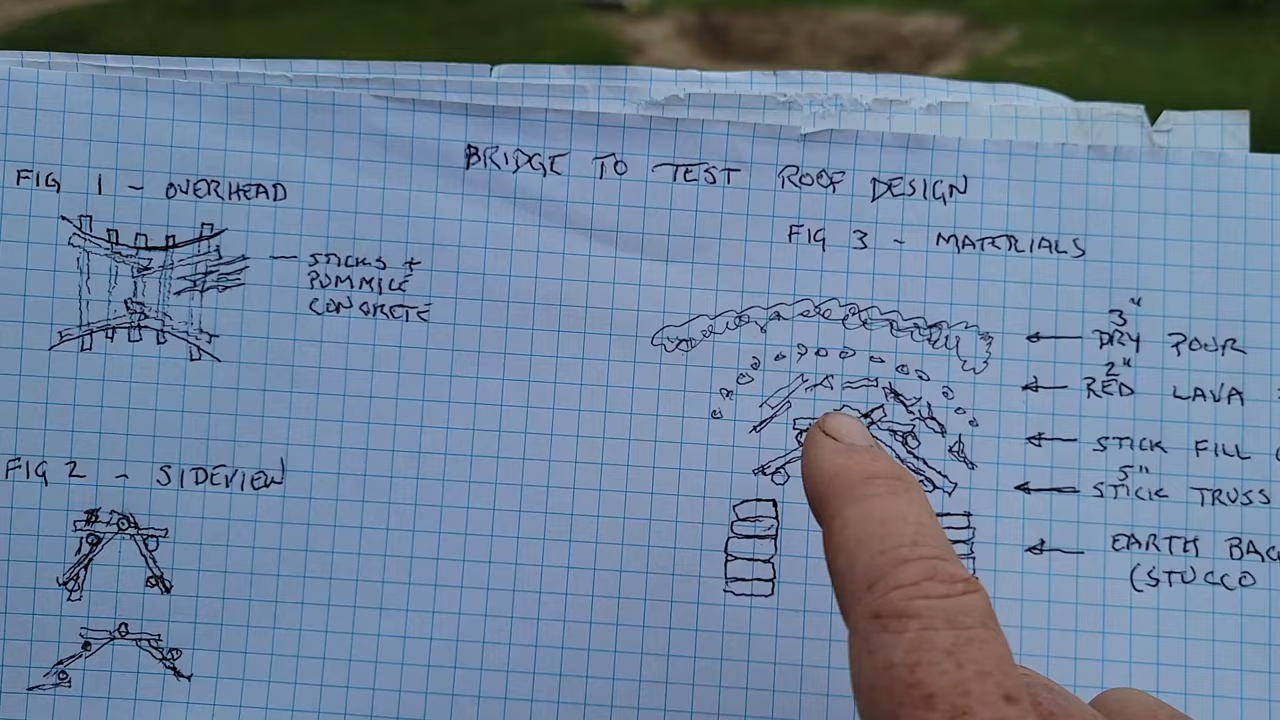 BRIDGE TO TEST ROOF DESIGN
FIG 1 - OVERHEAD
STICKS +
PUMMICE
CONCRETE
FIG 2 - SIDEVIEW
FIG 3 - MATERIALS
3"
DRY POUR
2"
RED LAVA
STICK FILL
5"
STICK TRUSS
EARTH BAG
(STUCCO